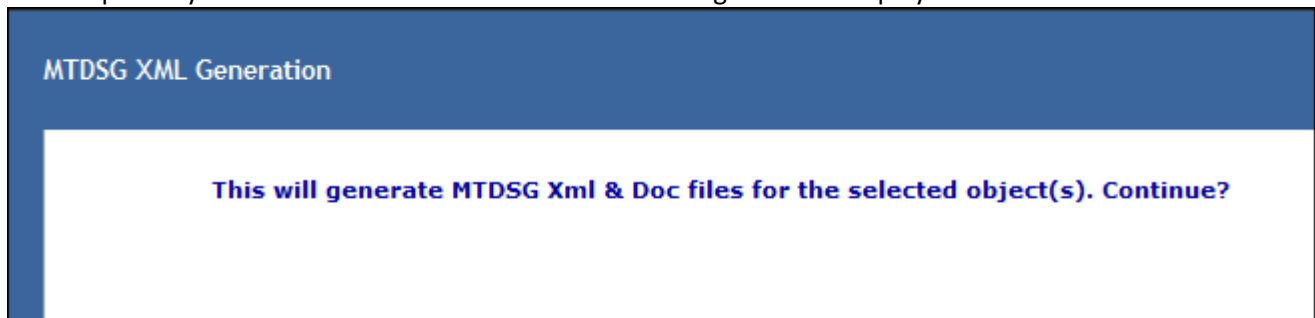 MTDSG XML Generation
This will generate MTDSG Xml & Doc files for the selected object(s). Continue?